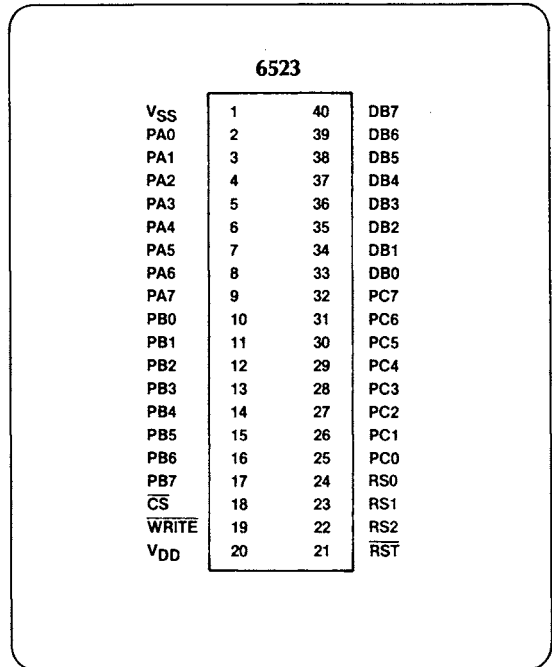 6523
VSS 1 40 DB7
PA0 2 39 DB6
PA1 3 38 DB5
PA2 4 37 DB4
PA3 5 36 DB3
PA4 6 35 DB2
PA5 7 34 DB1
PA6 8 33 DB0
PA7 9 32 PC7
PB0 10 31 PC6
PB1 11 30 PC5
PB2 12 29 PC4
PB3 13 28 PC3
PB4 14 27 PC2
PB5 15 26 PC1
PB6 16 25 PC0
PB7 17 24 RS0
C̅S̅ 18 23 RS1
W̅R̅I̅T̅E̅ 19 22 RS2
VDD 20 21 R̅S̅T̅